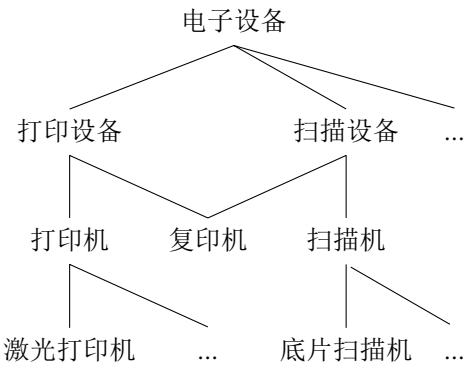 电子设备
打印设备 扫描设备 ...
打印机 复印机 扫描机
激光打印机 ... 底片扫描机 ...